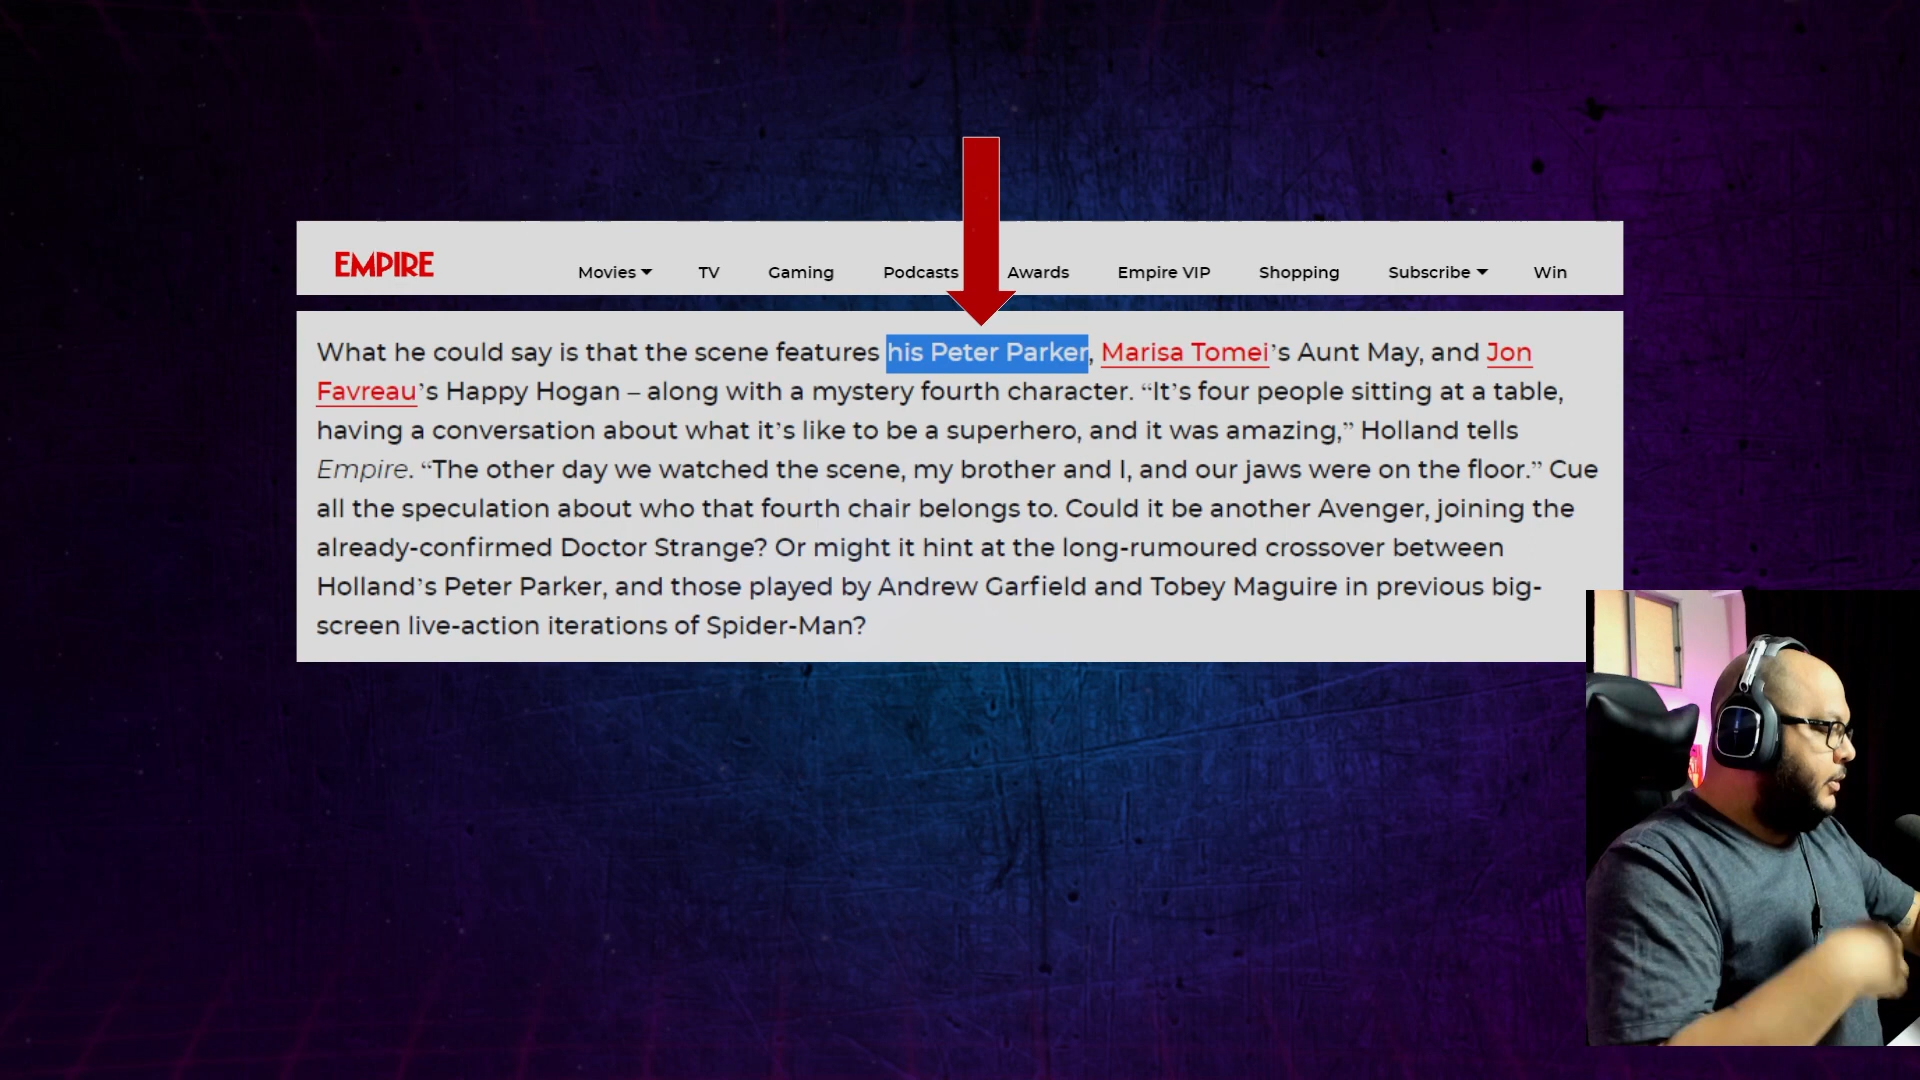 EMPIRE
Movies TV Gaming Podcasts Awards Empire VIP Shopping Subscribe Win
What he could say is that the scene features his Peter Parker, Marisa Tomei’s Aunt May, and Jon
Favreau’s Happy Hogan – along with a mystery fourth character. “It’s four people sitting at a table,
having a conversation about what it’s like to be a superhero, and it was amazing,” Holland tells
Empire. “The other day we watched the scene, my brother and I, and our jaws were on the floor.” Cue
all the speculation about who that fourth chair belongs to. Could it be another Avenger, joining the
already-confirmed Doctor Strange? Or might it hint at the long-rumoured crossover between
Holland’s Peter Parker, and those played by Andrew Garfield and Tobey Maguire in previous big-
screen live-action iterations of Spider-Man?